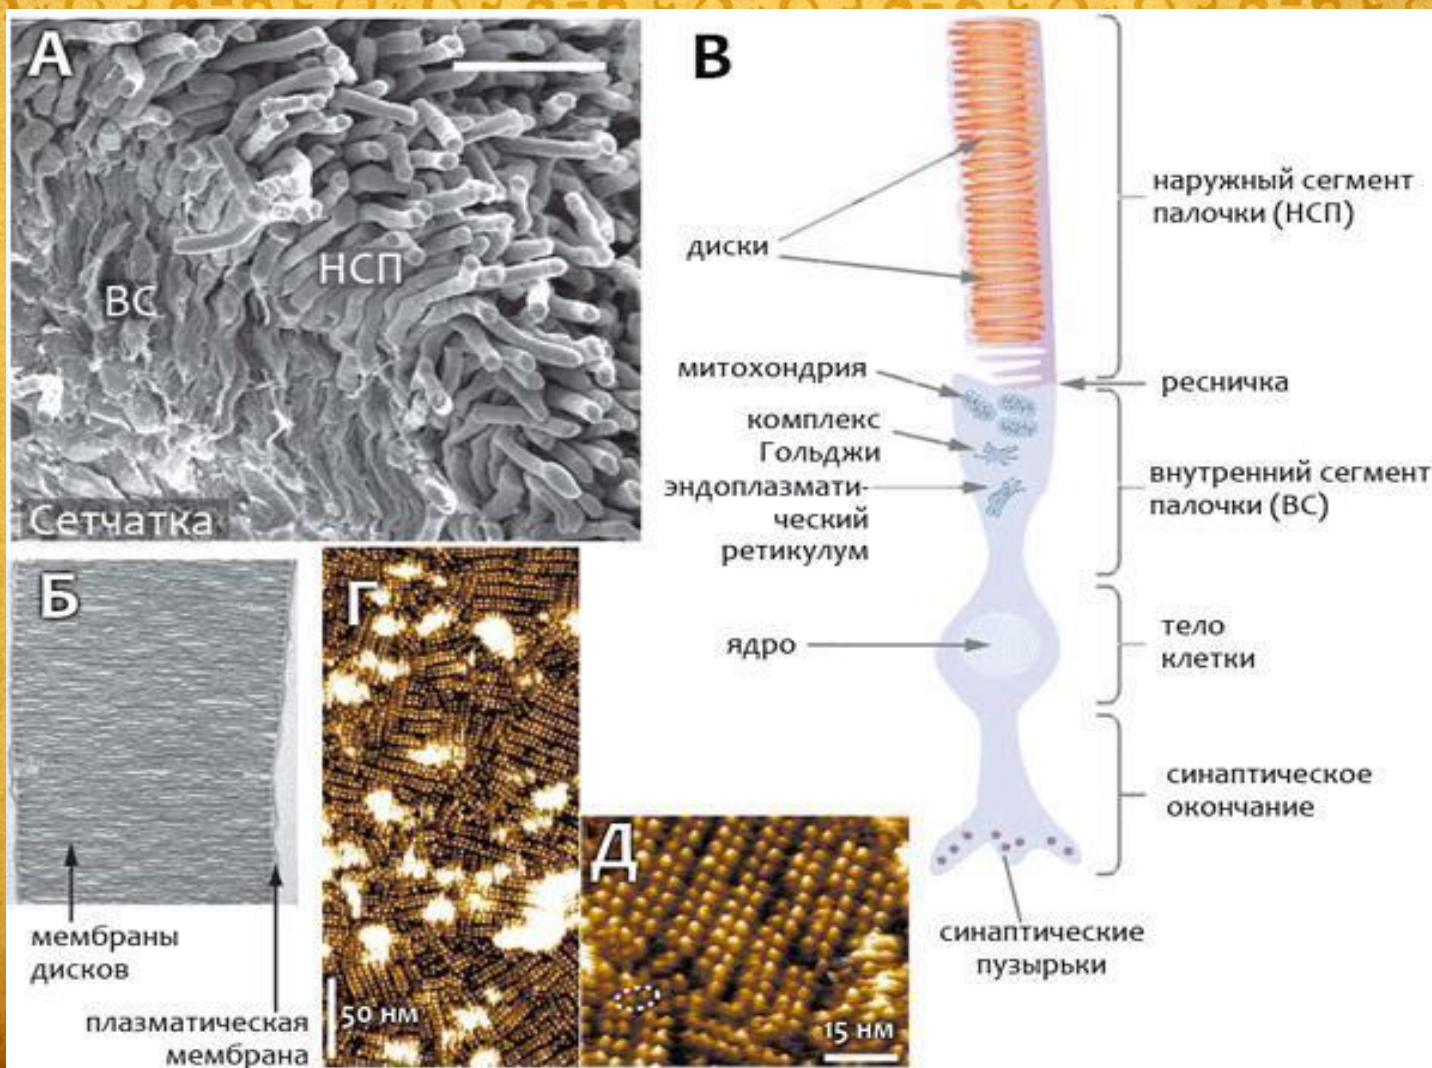 А
НСП
ВС
Сетчатка
В
диски
митохондрия
комплекс
Гольджи
эндоплазмати-
ческий
ретикулум
ядро
наружный сегмент
палочки (НСП)
ресничка
внутренний сегмент
палочки (ВС)
тело
клетки
синаптическое
окончание
синаптические
пузырьки
Б
мембраны
дисков
плазматическая
мембрана
Г
50 нм
Д
15 нм